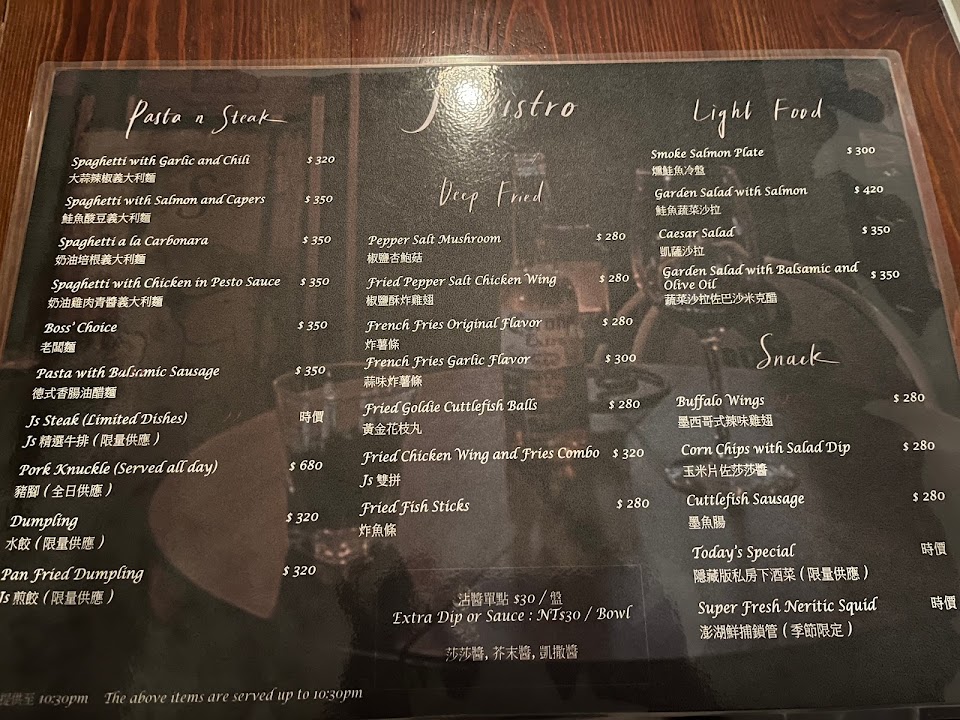 Pasta n Steak
Spaghetti with Garlic and Chili $ 320
大蒜辣椒義大利麵
Spaghetti with Salmon and Capers $ 350
鮭魚酸豆義大利麵
Spaghetti a la Carbonara $ 350
奶油培根義大利麵
Spaghetti with Chicken in Pesto Sauce $ 350
奶油雞肉青醬義大利麵
Boss' Choice $ 350
老闆麵
Pasta with Balsamic Sausage $ 350
德式香腸油醋麵
Js Steak (Limited Dishes) 時價
Js 精選牛排 ( 限量供應 )
Pork Knuckle (Served all day) $ 680
豬腳 ( 全日供應 )
Dumpling $ 320
水餃 ( 限量供應 )
Pan Fried Dumpling $ 320
Js 煎餃 ( 限量供應 )
Bistro
Deep Fried
Pepper Salt Mushroom $ 280
椒鹽杏鮑菇
Fried Pepper Salt Chicken Wing $ 280
椒鹽酥炸雞翅
French Fries Original Flavor $ 280
炸薯條
French Fries Garlic Flavor $ 300
蒜味炸薯條
Fried Goldie Cuttlefish Balls $ 280
黃金花枝丸
Fried Chicken Wing and Fries Combo $ 320
Js 雙拼
Fried Fish Sticks $ 280
炸魚條
沾醬單點 $30 / 盤
Extra Dip or Sauce : NT$30 / Bowl
莎莎醬, 芥末醬, 凱撒醬
Light Food
Smoke Salmon Plate $ 300
燻鮭魚冷盤
Garden Salad with Salmon $ 420
鮭魚蔬菜沙拉
Caesar Salad $ 350
凱薩沙拉
Garden Salad with Balsamic and $ 350
Olive Oil
蔬菜沙拉佐巴沙米克醋
Snack
Buffalo Wings $ 280
墨西哥式辣味雞翅
Corn Chips with Salad Dip $ 280
玉米片佐莎莎醬
Cuttlefish Sausage $ 280
墨魚腸
Today's Special 時價
隱藏版私房下酒菜 ( 限量供應 )
Super Fresh Neritic Squid 時價
澎湖鮮捕鎖管 ( 季節限定 )
提供至 10:30pm The above items are served up to 10:30pm